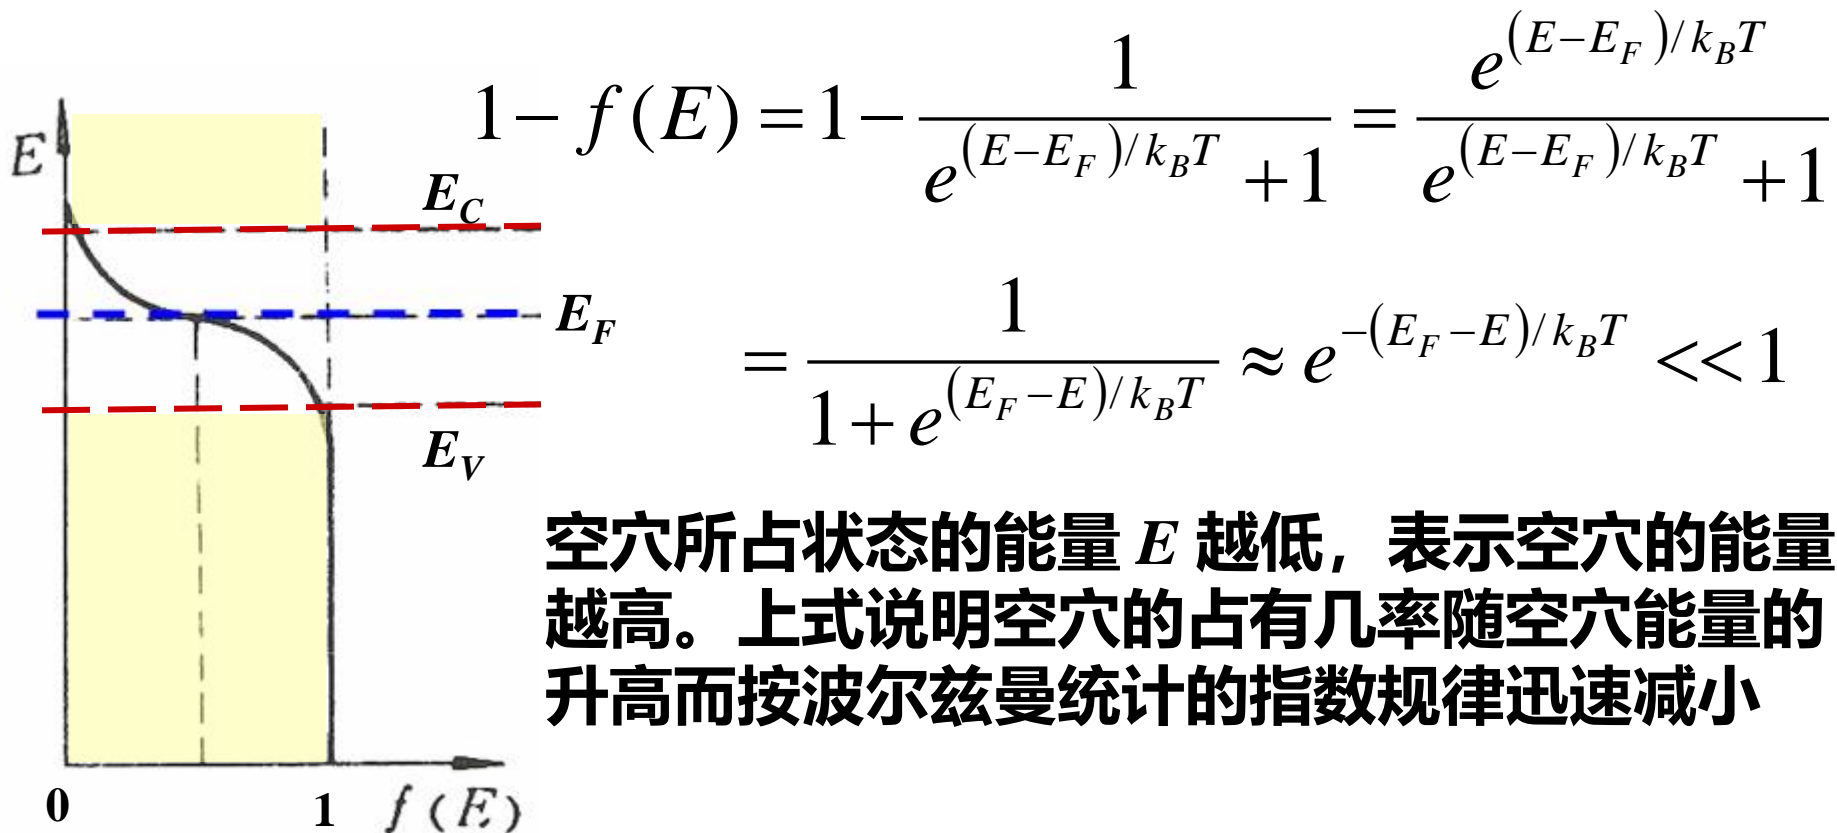 1 − f(E) = 1 − 1/(e^{(E−E_F)/k_BT} + 1) = e^{(E−E_F)/k_BT}/(e^{(E−E_F)/k_BT} + 1)
E
E_C
= 1/(1 + e^{(E_F−E)/k_BT}) ≈ e^{−(E_F−E)/k_BT} << 1
E_F
E_V
空穴所占状态的能量 E 越低，表示空穴的能量
越高。上式说明空穴的占有几率随空穴能量的
升高而按波尔兹曼统计的指数规律迅速减小
0 1 f(E)